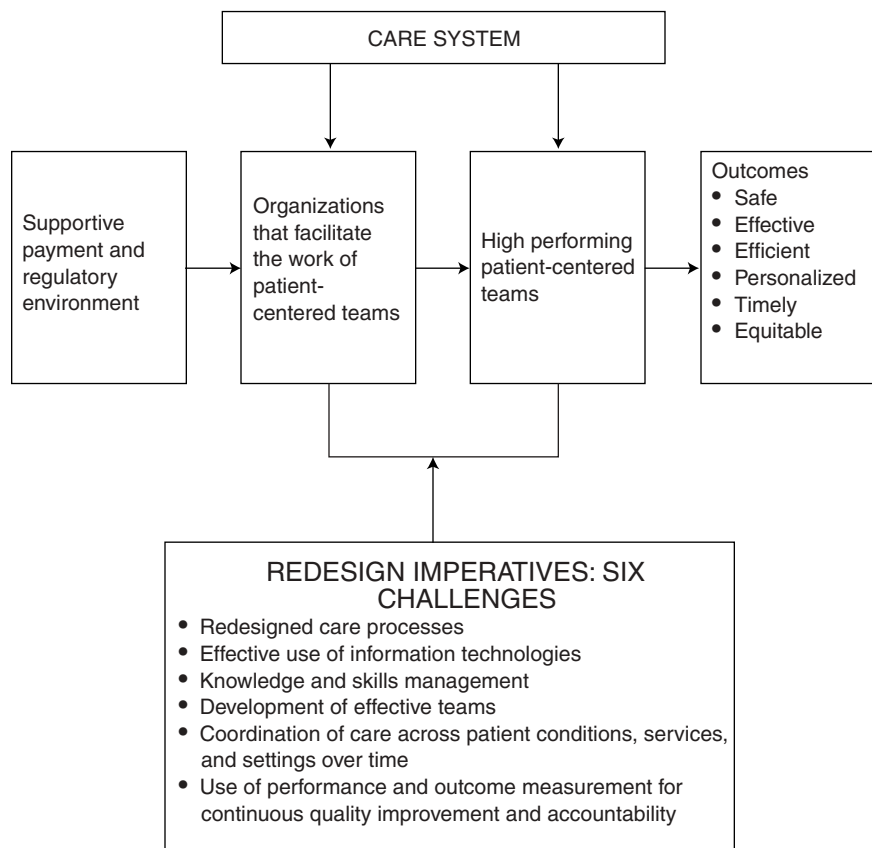 CARE SYSTEM
Supportive
payment and
regulatory
environment
Organizations
that facilitate
the work of
patient-
centered teams
High performing
patient-centered
teams
Outcomes
• Safe
• Effective
• Efficient
• Personalized
• Timely
• Equitable
REDESIGN IMPERATIVES: SIX
CHALLENGES
• Redesigned care processes
• Effective use of information technologies
• Knowledge and skills management
• Development of effective teams
• Coordination of care across patient conditions, services,
and settings over time
• Use of performance and outcome measurement for
continuous quality improvement and accountability